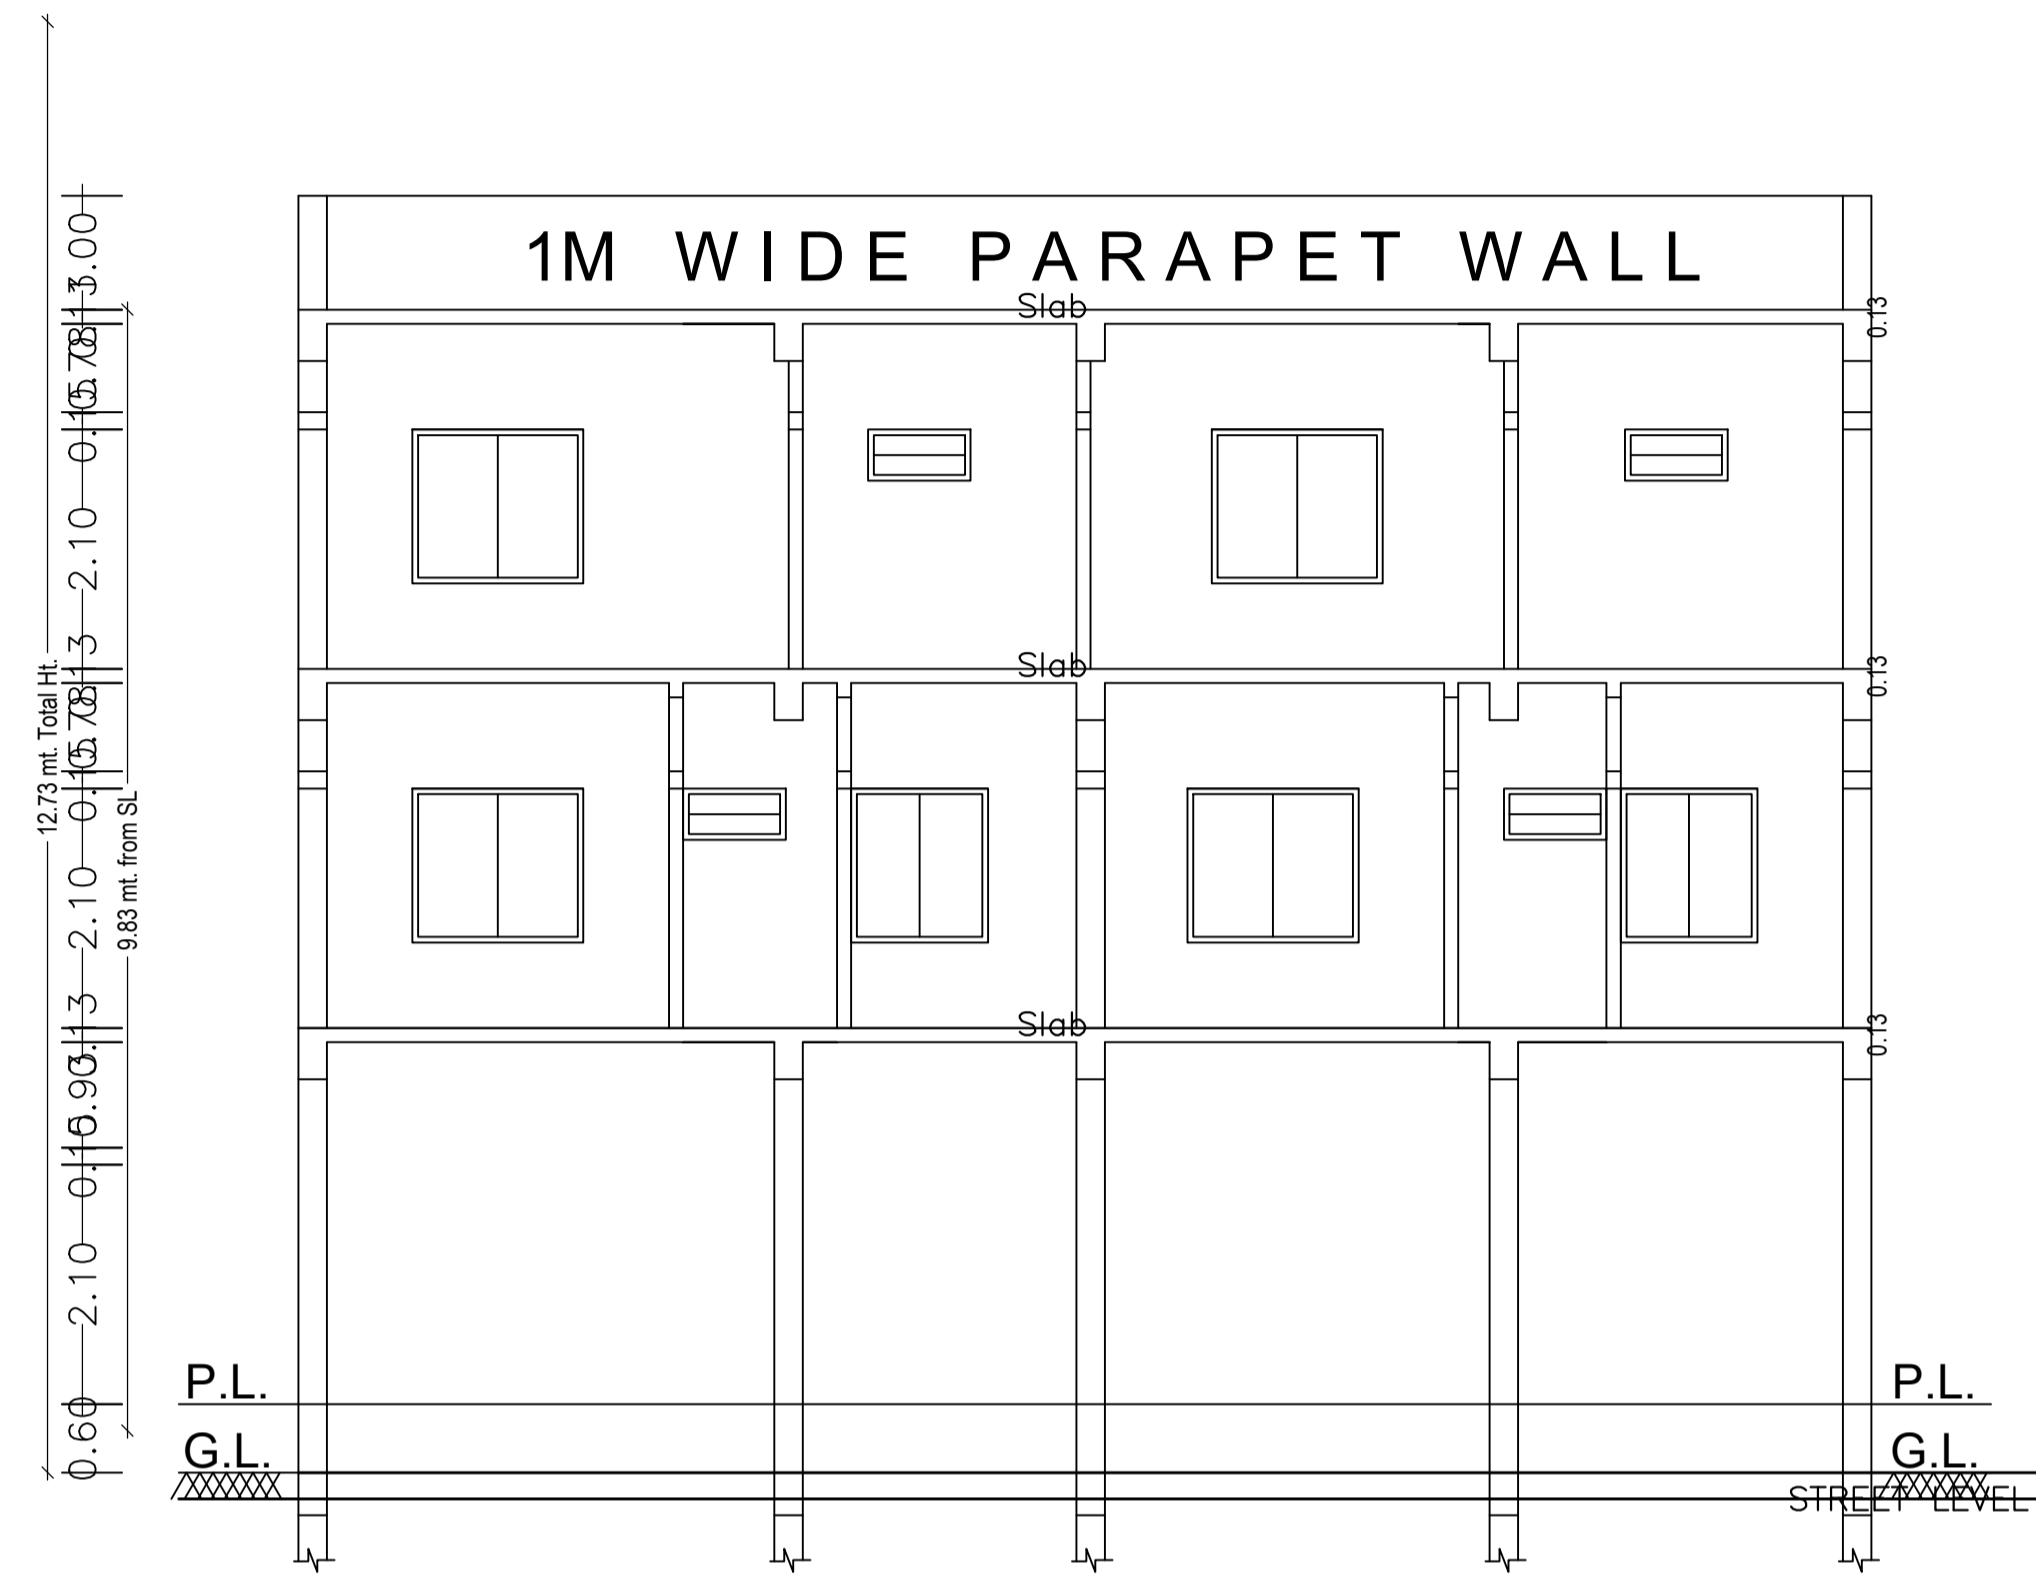 1M WIDE PARAPET WALL
Slab
0.13
2.10
Slab
0.13
12.73 mt. Total Ht.
9.83 mt. from SL
2.10
Slab
0.13
2.10
P.L.
P.L.
0.60
G.L.
G.L.
STREET LEVEL